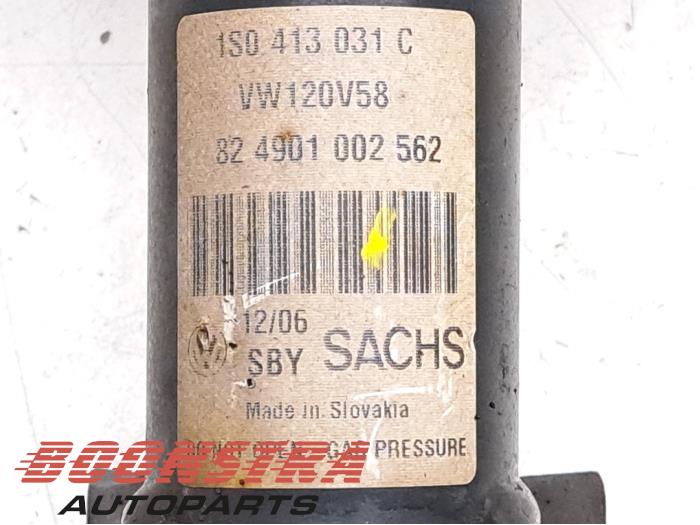 1S0 413 031 C
VW120V58
82 4901 002 562
12/06
SBY SACHS
Made in Slovakia
OPEN GAS PRESSURE
BOONSTRA
AUTOPARTS